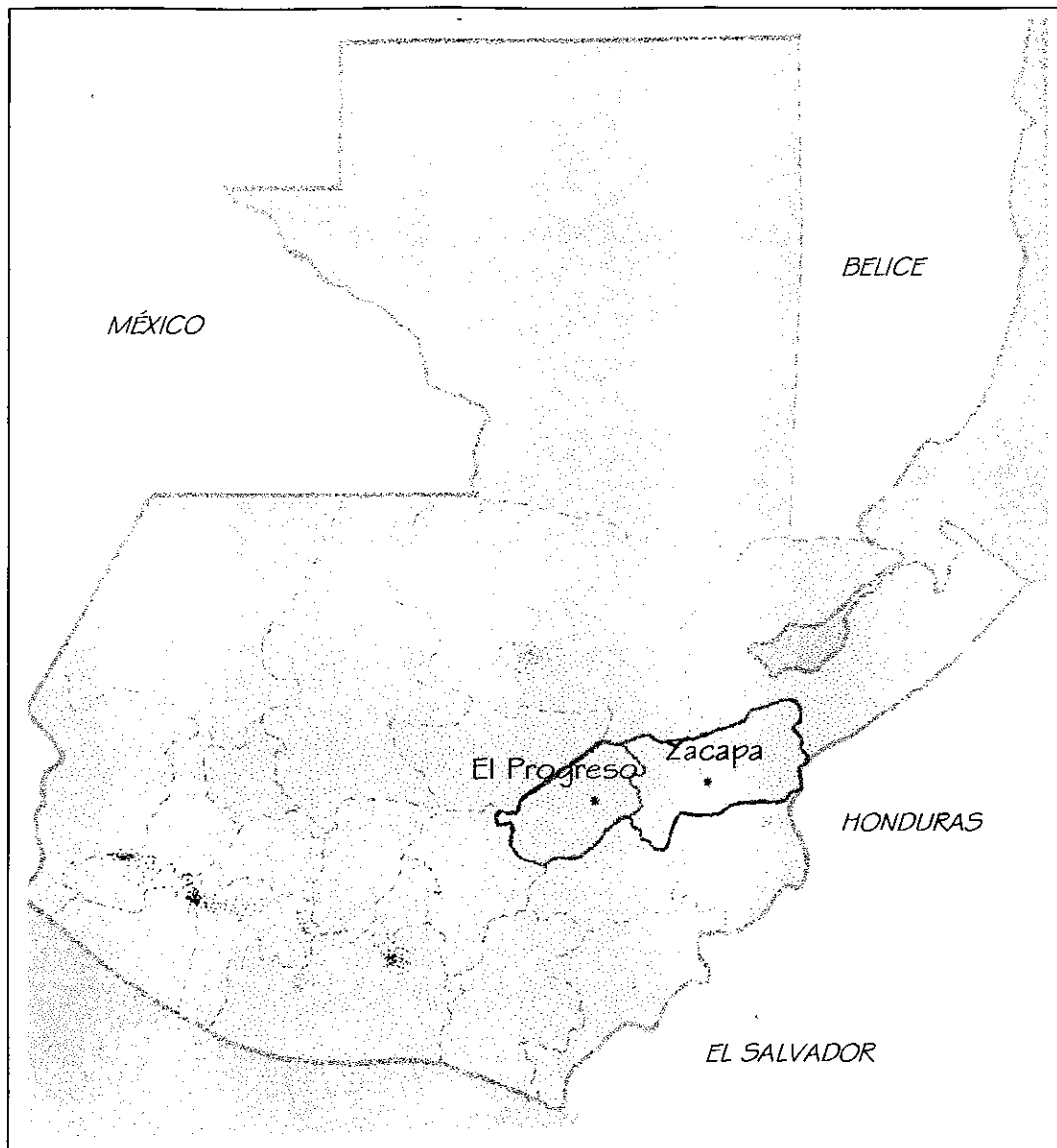 BELICE
MÉXICO
Zacapa
El Progreso
HONDURAS
EL SALVADOR